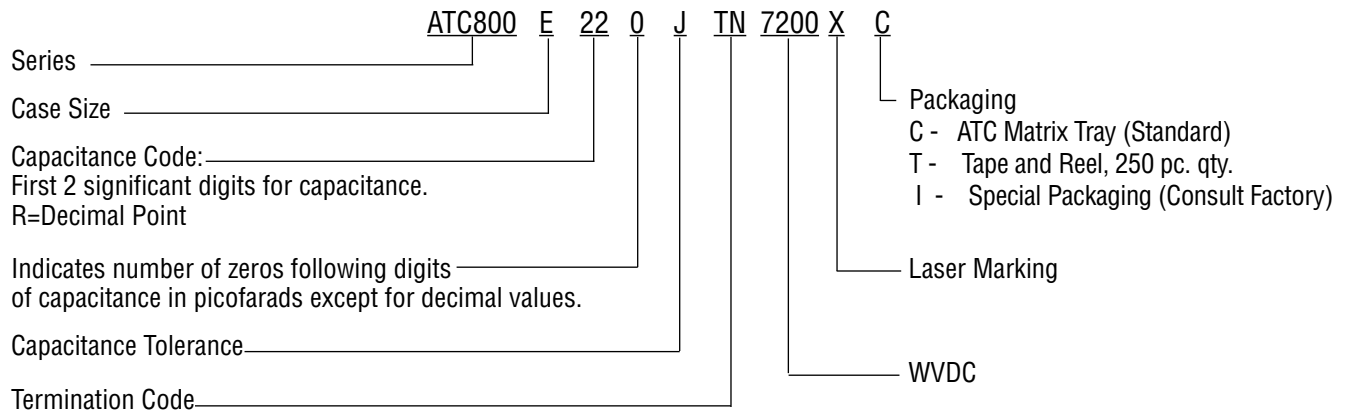 ATC800 E 22 0 J TN 7200 X C
Series
Case Size
Capacitance Code:
First 2 significant digits for capacitance.
R=Decimal Point
Indicates number of zeros following digits
of capacitance in picofarads except for decimal values.
Capacitance Tolerance
Termination Code
Packaging
C - ATC Matrix Tray (Standard)
T - Tape and Reel, 250 pc. qty.
I - Special Packaging (Consult Factory)
Laser Marking
WVDC